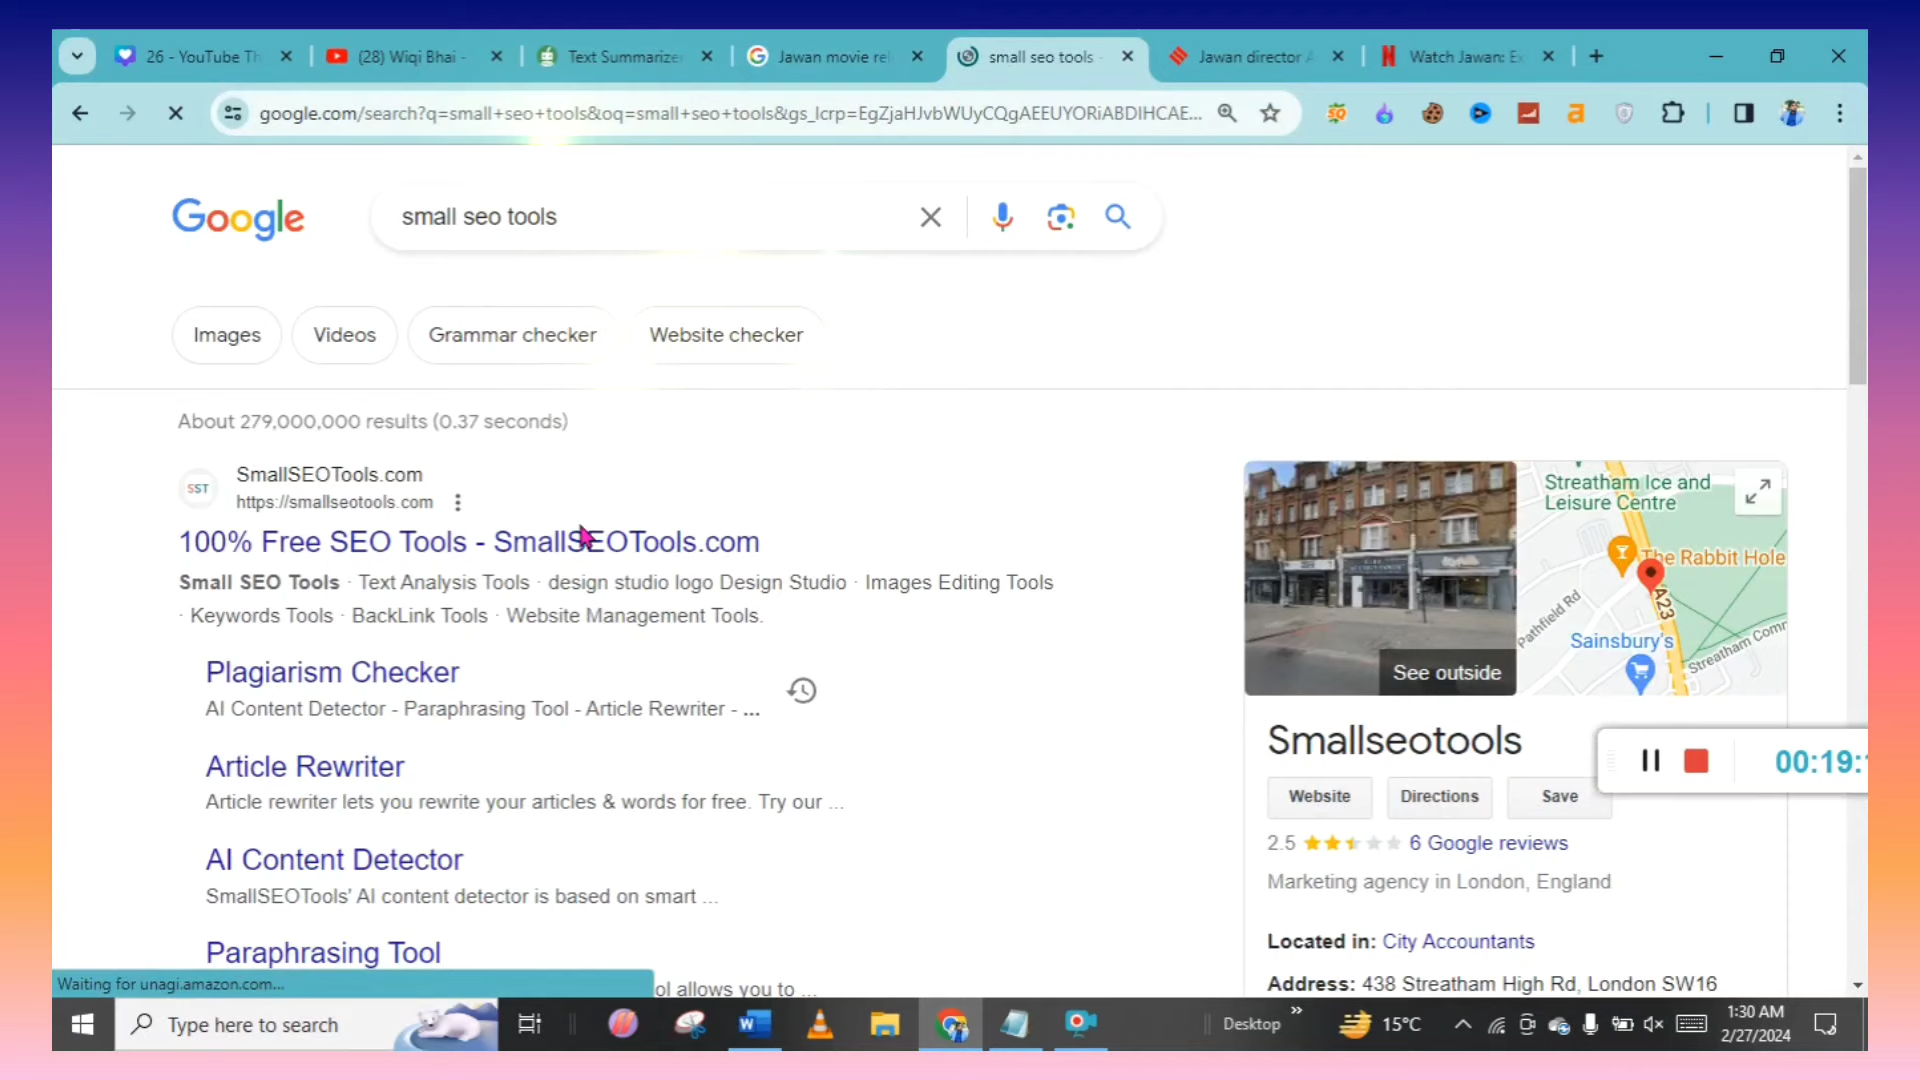 26 - YouTube Th
(28) Wiqi Bhai -
Text Summarize
Jawan movie rel
small seo tools -
Jawan director A
Watch Jawan: Ex
google.com/search?q=small+seo+tools&oq=small+seo+tools&gs_lcrp=EgZjaHJvbWUyCQgAEEUYORiABDIHCAE...
Google
small seo tools
Images
Videos
Grammar checker
Website checker
About 279,000,000 results (0.37 seconds)
SST
SmallSEOTools.com
https://smallseotools.com
100% Free SEO Tools - SmallSEOTools.com
Small SEO Tools · Text Analysis Tools · design studio logo Design Studio · Images Editing Tools
· Keywords Tools · BackLink Tools · Website Management Tools.
Plagiarism Checker
AI Content Detector - Paraphrasing Tool - Article Rewriter - ...
Article Rewriter
Article rewriter lets you rewrite your articles & words for free. Try our ...
AI Content Detector
SmallSEOTools' AI content detector is based on smart ...
Paraphrasing Tool
ol allows you to ...
Waiting for unagi.amazon.com...
See outside
Streatham Ice and
Leisure Centre
The Rabbit Hole
Pathfield Rd
A23
Sainsbury's
Streatham Comm
Smallseotools
Website
Directions
Save
00:19:
2.5
6 Google reviews
Marketing agency in London, England
Located in: City Accountants
Address: 438 Streatham High Rd, London SW16
Type here to search
Desktop
15°C
1:30 AM
2/27/2024